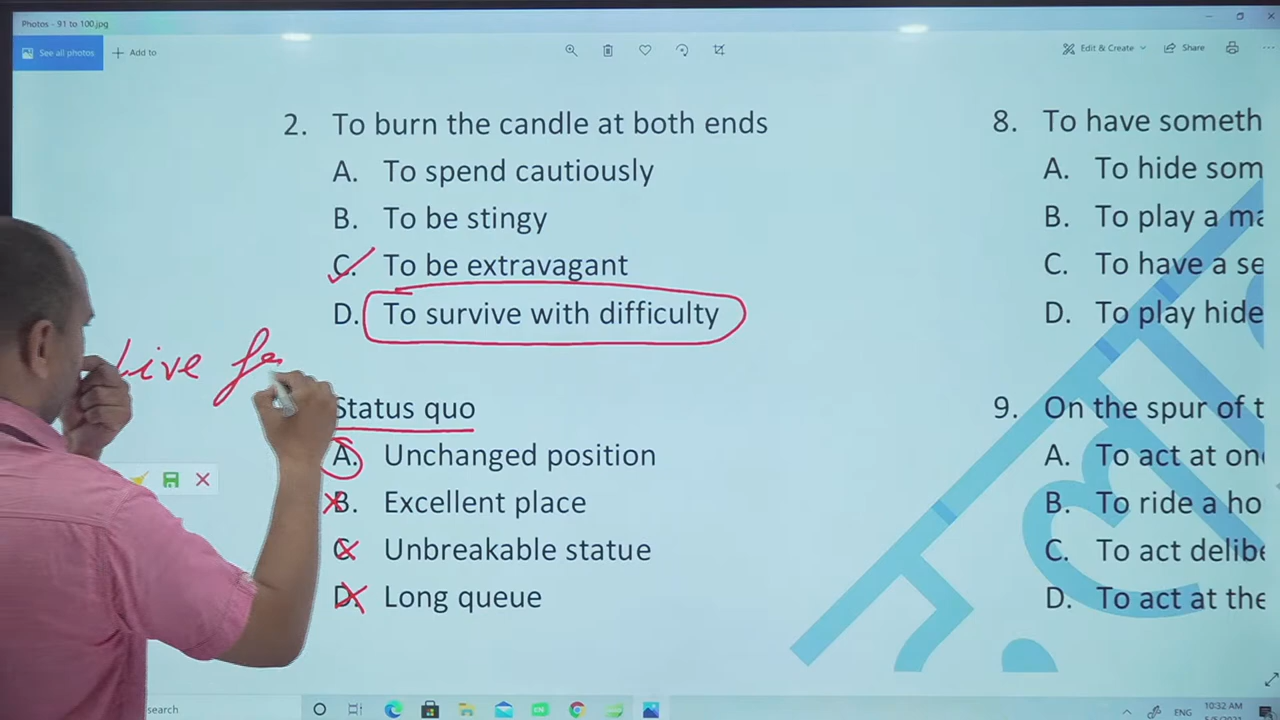 Photos - 91 to 100.jpg
See all photos
Add to
Edit & Create
Share
2. To burn the candle at both ends
A. To spend cautiously
B. To be stingy
C. To be extravagant
D. To survive with difficulty
Live
Status quo
A. Unchanged position
B. Excellent place
C. Unbreakable statue
D. Long queue
8. To have someth
A. To hide som
B. To play a ma
C. To have a se
D. To play hide
9. On the spur of t
A. To act at on
B. To ride a ho
C. To act delibe
D. To act at the
search
ENG
10:32 AM